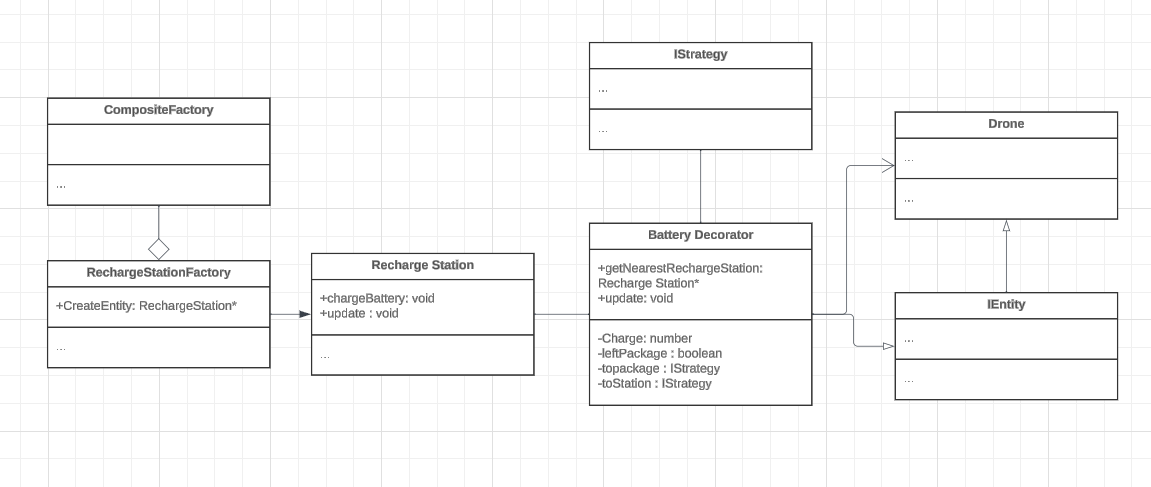 CompositeFactory
...
RechargeStationFactory
+CreateEntity: RechargeStation*
...
Recharge Station
+chargeBattery: void
+update : void
...
IStrategy
...
...
Battery Decorator
+getNearestRechargeStation:
Recharge Station*
+update: void
-Charge: number
-leftPackage : boolean
-topackage : IStrategy
-toStation : IStrategy
Drone
...
...
IEntity
...
...